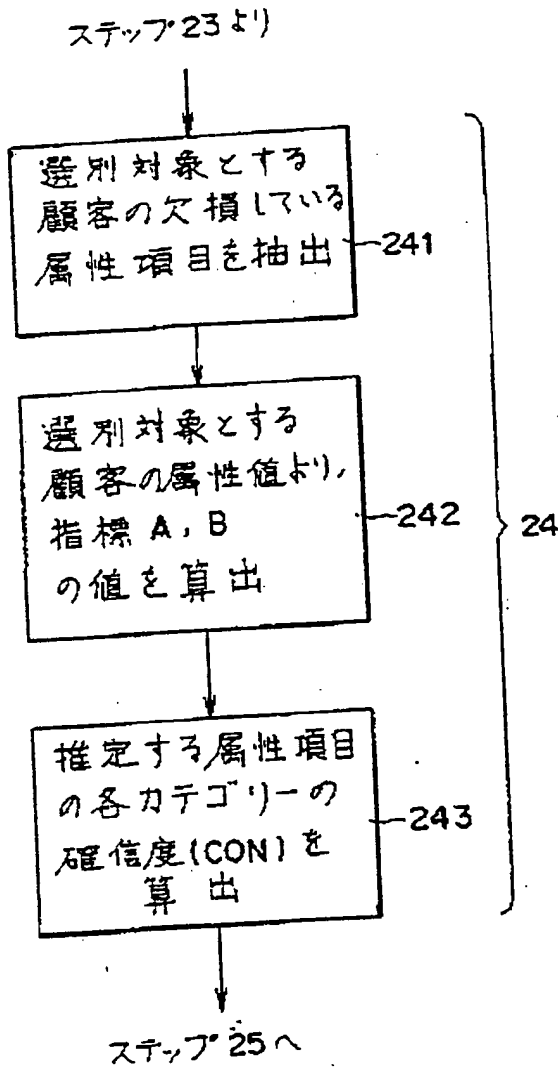 ステップ23より
選別対象とする
顧客の欠損している
属性項目を抽出
241
選別対象とする
顧客の属性値より,
指標A,B
の値を算出
242
24
推定する属性項目
の各カテゴリーの
確信度(CON)を
算出
243
ステップ25へ